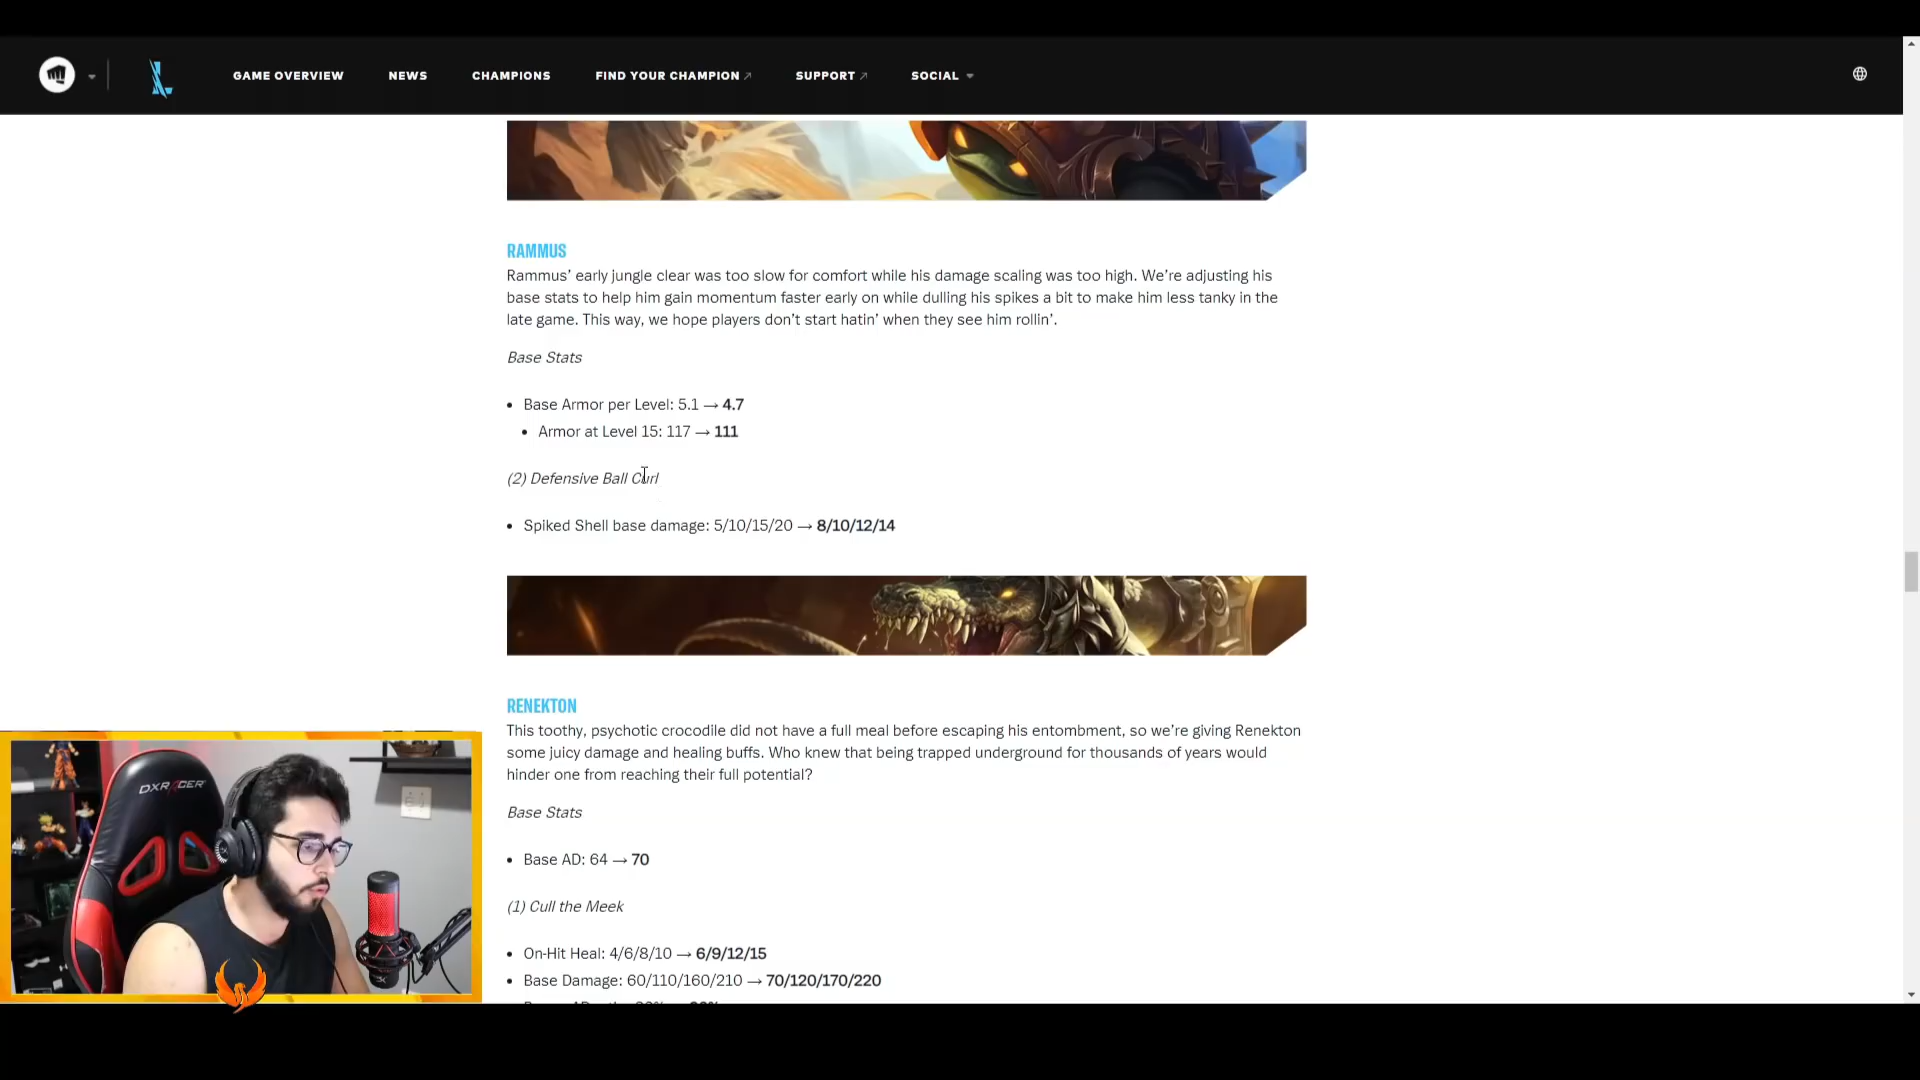 GAME OVERVIEW NEWS CHAMPIONS FIND YOUR CHAMPION SUPPORT SOCIAL
RAMMUS
Rammus’ early jungle clear was too slow for comfort while his damage scaling was too high. We’re adjusting his
base stats to help him gain momentum faster early on while dulling his spikes a bit to make him less tanky in the
late game. This way, we hope players don’t start hatin’ when they see him rollin’.
Base Stats
• Base Armor per Level: 5.1 → 4.7
• Armor at Level 15: 117 → 111
(2) Defensive Ball Curl
• Spiked Shell base damage: 5/10/15/20 → 8/10/12/14
RENEKTON
This toothy, psychotic crocodile did not have a full meal before escaping his entombment, so we’re giving Renekton
some juicy damage and healing buffs. Who knew that being trapped underground for thousands of years would
hinder one from reaching their full potential?
Base Stats
• Base AD: 64 → 70
(1) Cull the Meek
• On-Hit Heal: 4/6/8/10 → 6/9/12/15
• Base Damage: 60/110/160/210 → 70/120/170/220
DXRACER